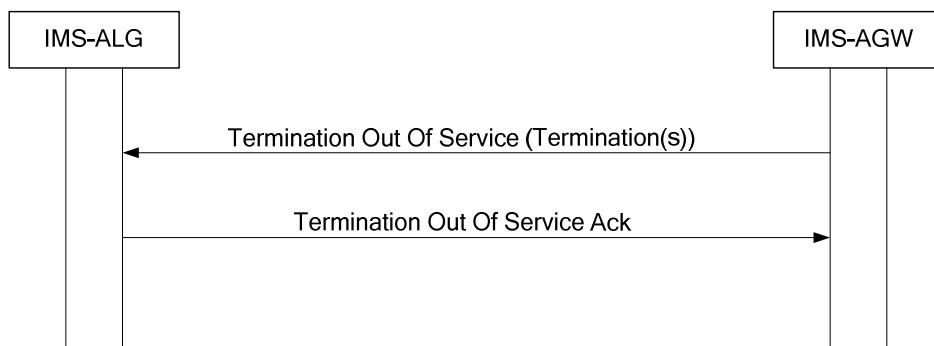 IMS-ALG
IMS-AGW
Termination Out Of Service (Termination(s))
Termination Out Of Service Ack